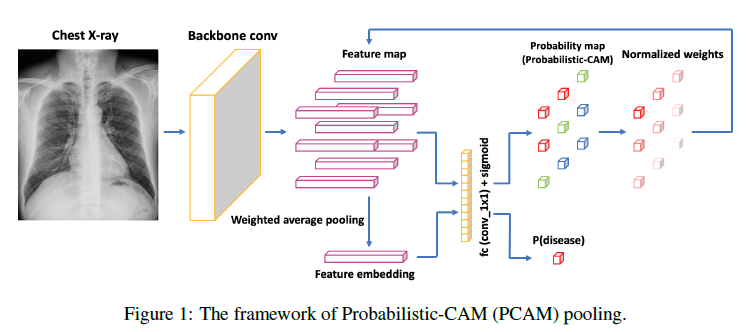 Chest X-ray
Backbone conv
Feature map
Probability map
(Probabilistic-CAM)
Normalized weights
Weighted average pooling
fc (conv_1x1) + sigmoid
P(disease)
Feature embedding
Figure 1: The framework of Probabilistic-CAM (PCAM) pooling.